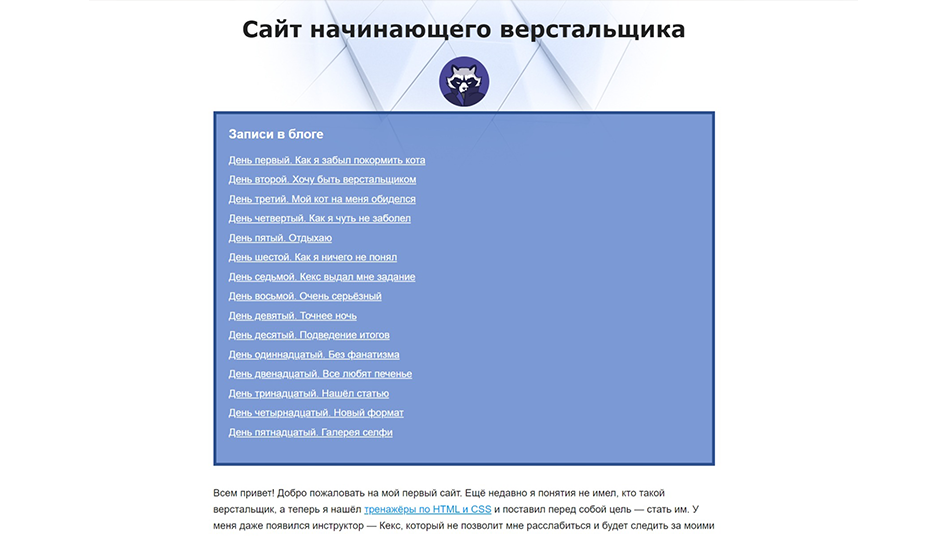 Сайт начинающего верстальщика
Записи в блоге
День первый. Как я забыл покормить кота
День второй. Хочу быть верстальщиком
День третий. Мой кот на меня обиделся
День четвертый. Как я чуть не заболел
День пятый. Отдыхаю
День шестой. Как я ничего не понял
День седьмой. Кекс выдал мне задание
День восьмой. Очень серьёзный
День девятый. Точнее ночь
День десятый. Подведение итогов
День одиннадцатый. Без фанатизма
День двенадцатый. Все любят печенье
День тринадцатый. Нашёл статью
День четырнадцатый. Новый формат
День пятнадцатый. Галерея селфи
Всем привет! Добро пожаловать на мой первый сайт. Ещё недавно я понятия не имел, кто такой
верстальщик, а теперь я нашёл тренажёры по HTML и CSS и поставил перед собой цель — стать им. У
меня даже появился инструктор — Кекс, который не позволит мне расслабиться и будет следить за моими